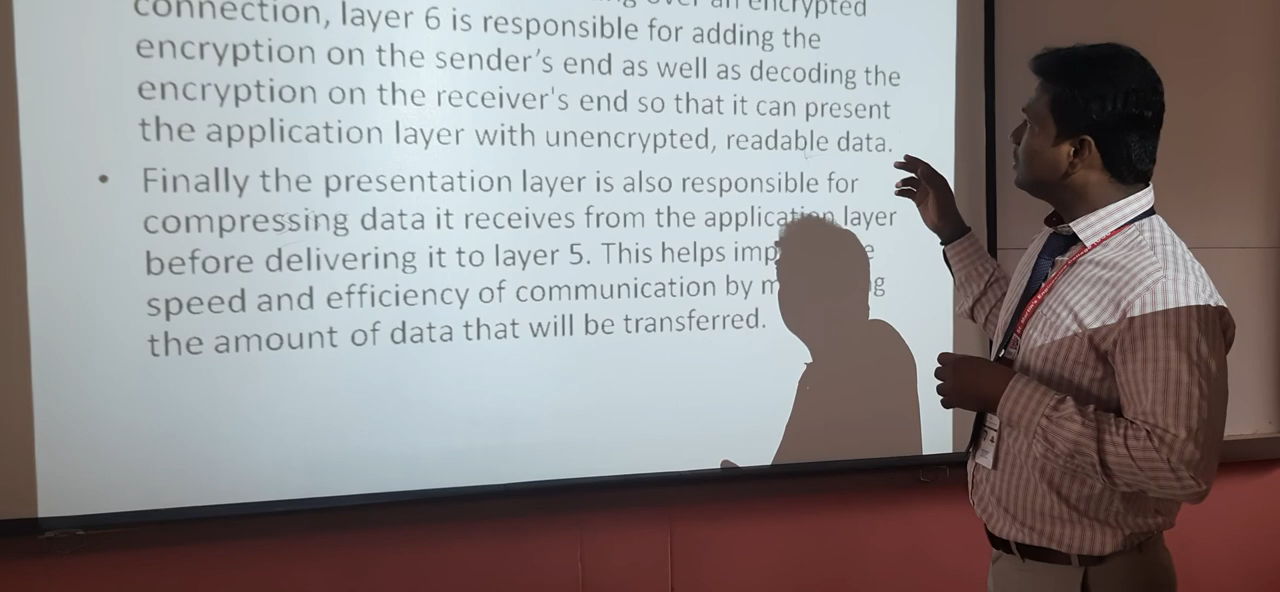 over an encrypted
connection, layer 6 is responsible for adding the
encryption on the sender's end as well as decoding the
encryption on the receiver's end so that it can present
the application layer with unencrypted, readable data.
• Finally the presentation layer is also responsible for
compressing data it receives from the application layer
before delivering it to layer 5. This helps
speed and efficiency of communication by
the amount of data that will be transferred.